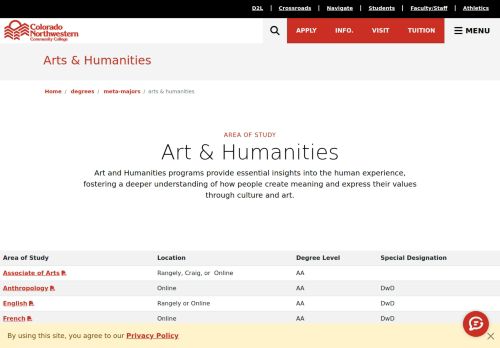 D2L | Crossroads | Navigate | Students | Faculty/Staff | Athletics
Colorado
Northwestern
Community College
APPLY INFO. VISIT TUITION MENU
Arts & Humanities
Home / degrees / meta-majors / arts & humanities
AREA OF STUDY
Art & Humanities
Art and Humanities programs provide essential insights into the human experience,
fostering a deeper understanding of how people create meaning and express their values
through culture and art.
Area of Study Location Degree Level Special Designation
Associate of Arts Rangely, Craig, or Online AA
Anthropology Online AA DwD
English Rangely or Online AA DwD
French Online AA DwD
By using this site, you agree to our Privacy Policy